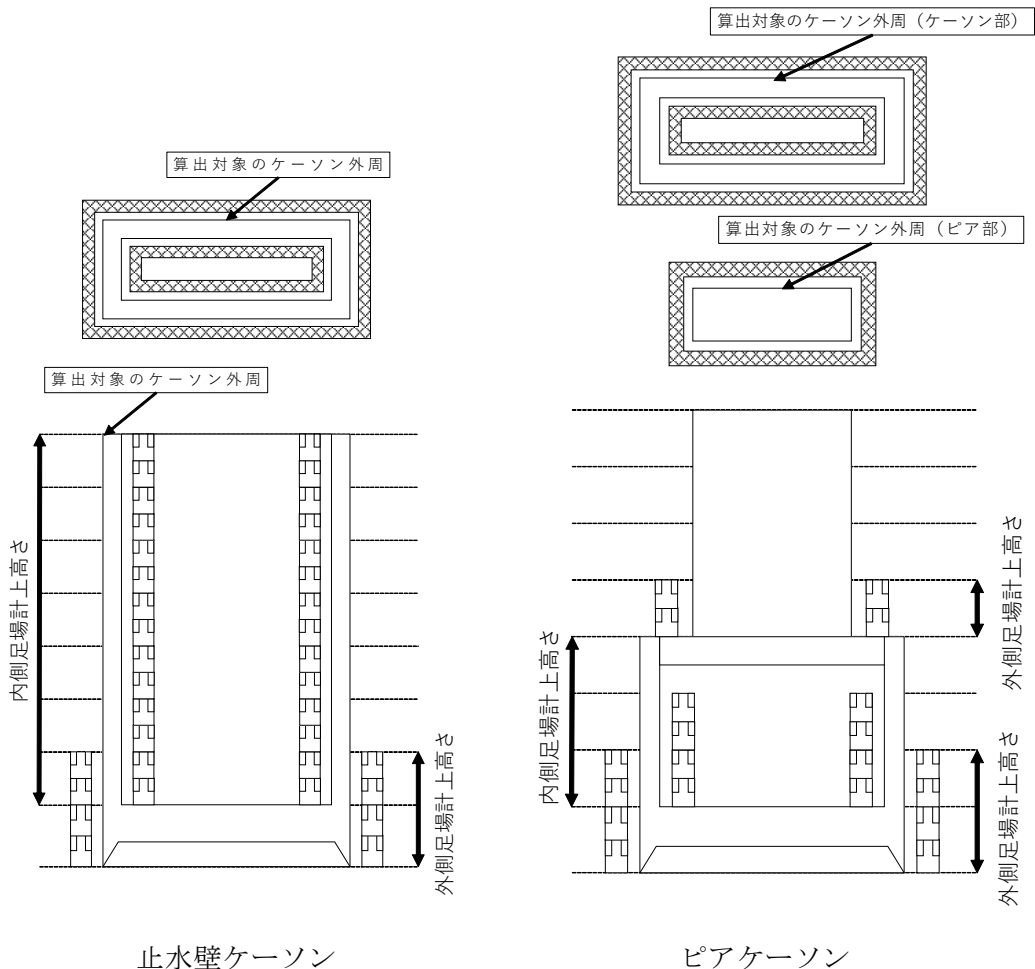 算出対象のケーソン外周（ケーソン部）
算出対象のケーソン外周
算出対象のケーソン外周（ピア部）
算出対象のケーソン外周
内側足場計上高さ
外側足場計上高さ
内側足場計上高さ
外側足場計上高さ
外側足場計上高さ
止水壁ケーソン
ピアケーソン